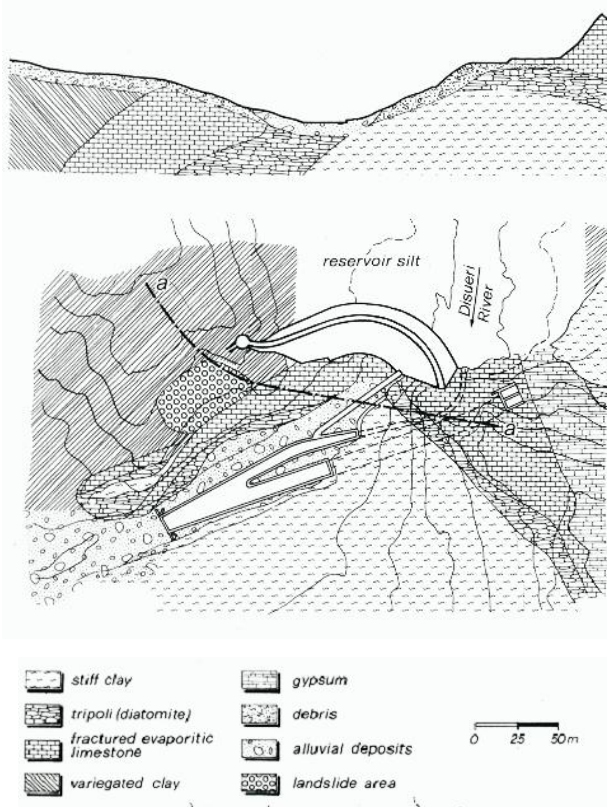 reservoir silt
Disueri
River
a
a
stiff clay
gypsum
tripoli (diatomite)
debris
fractured evaporitic
limestone
alluvial deposits
variegated clay
landslide area
0 25 50m